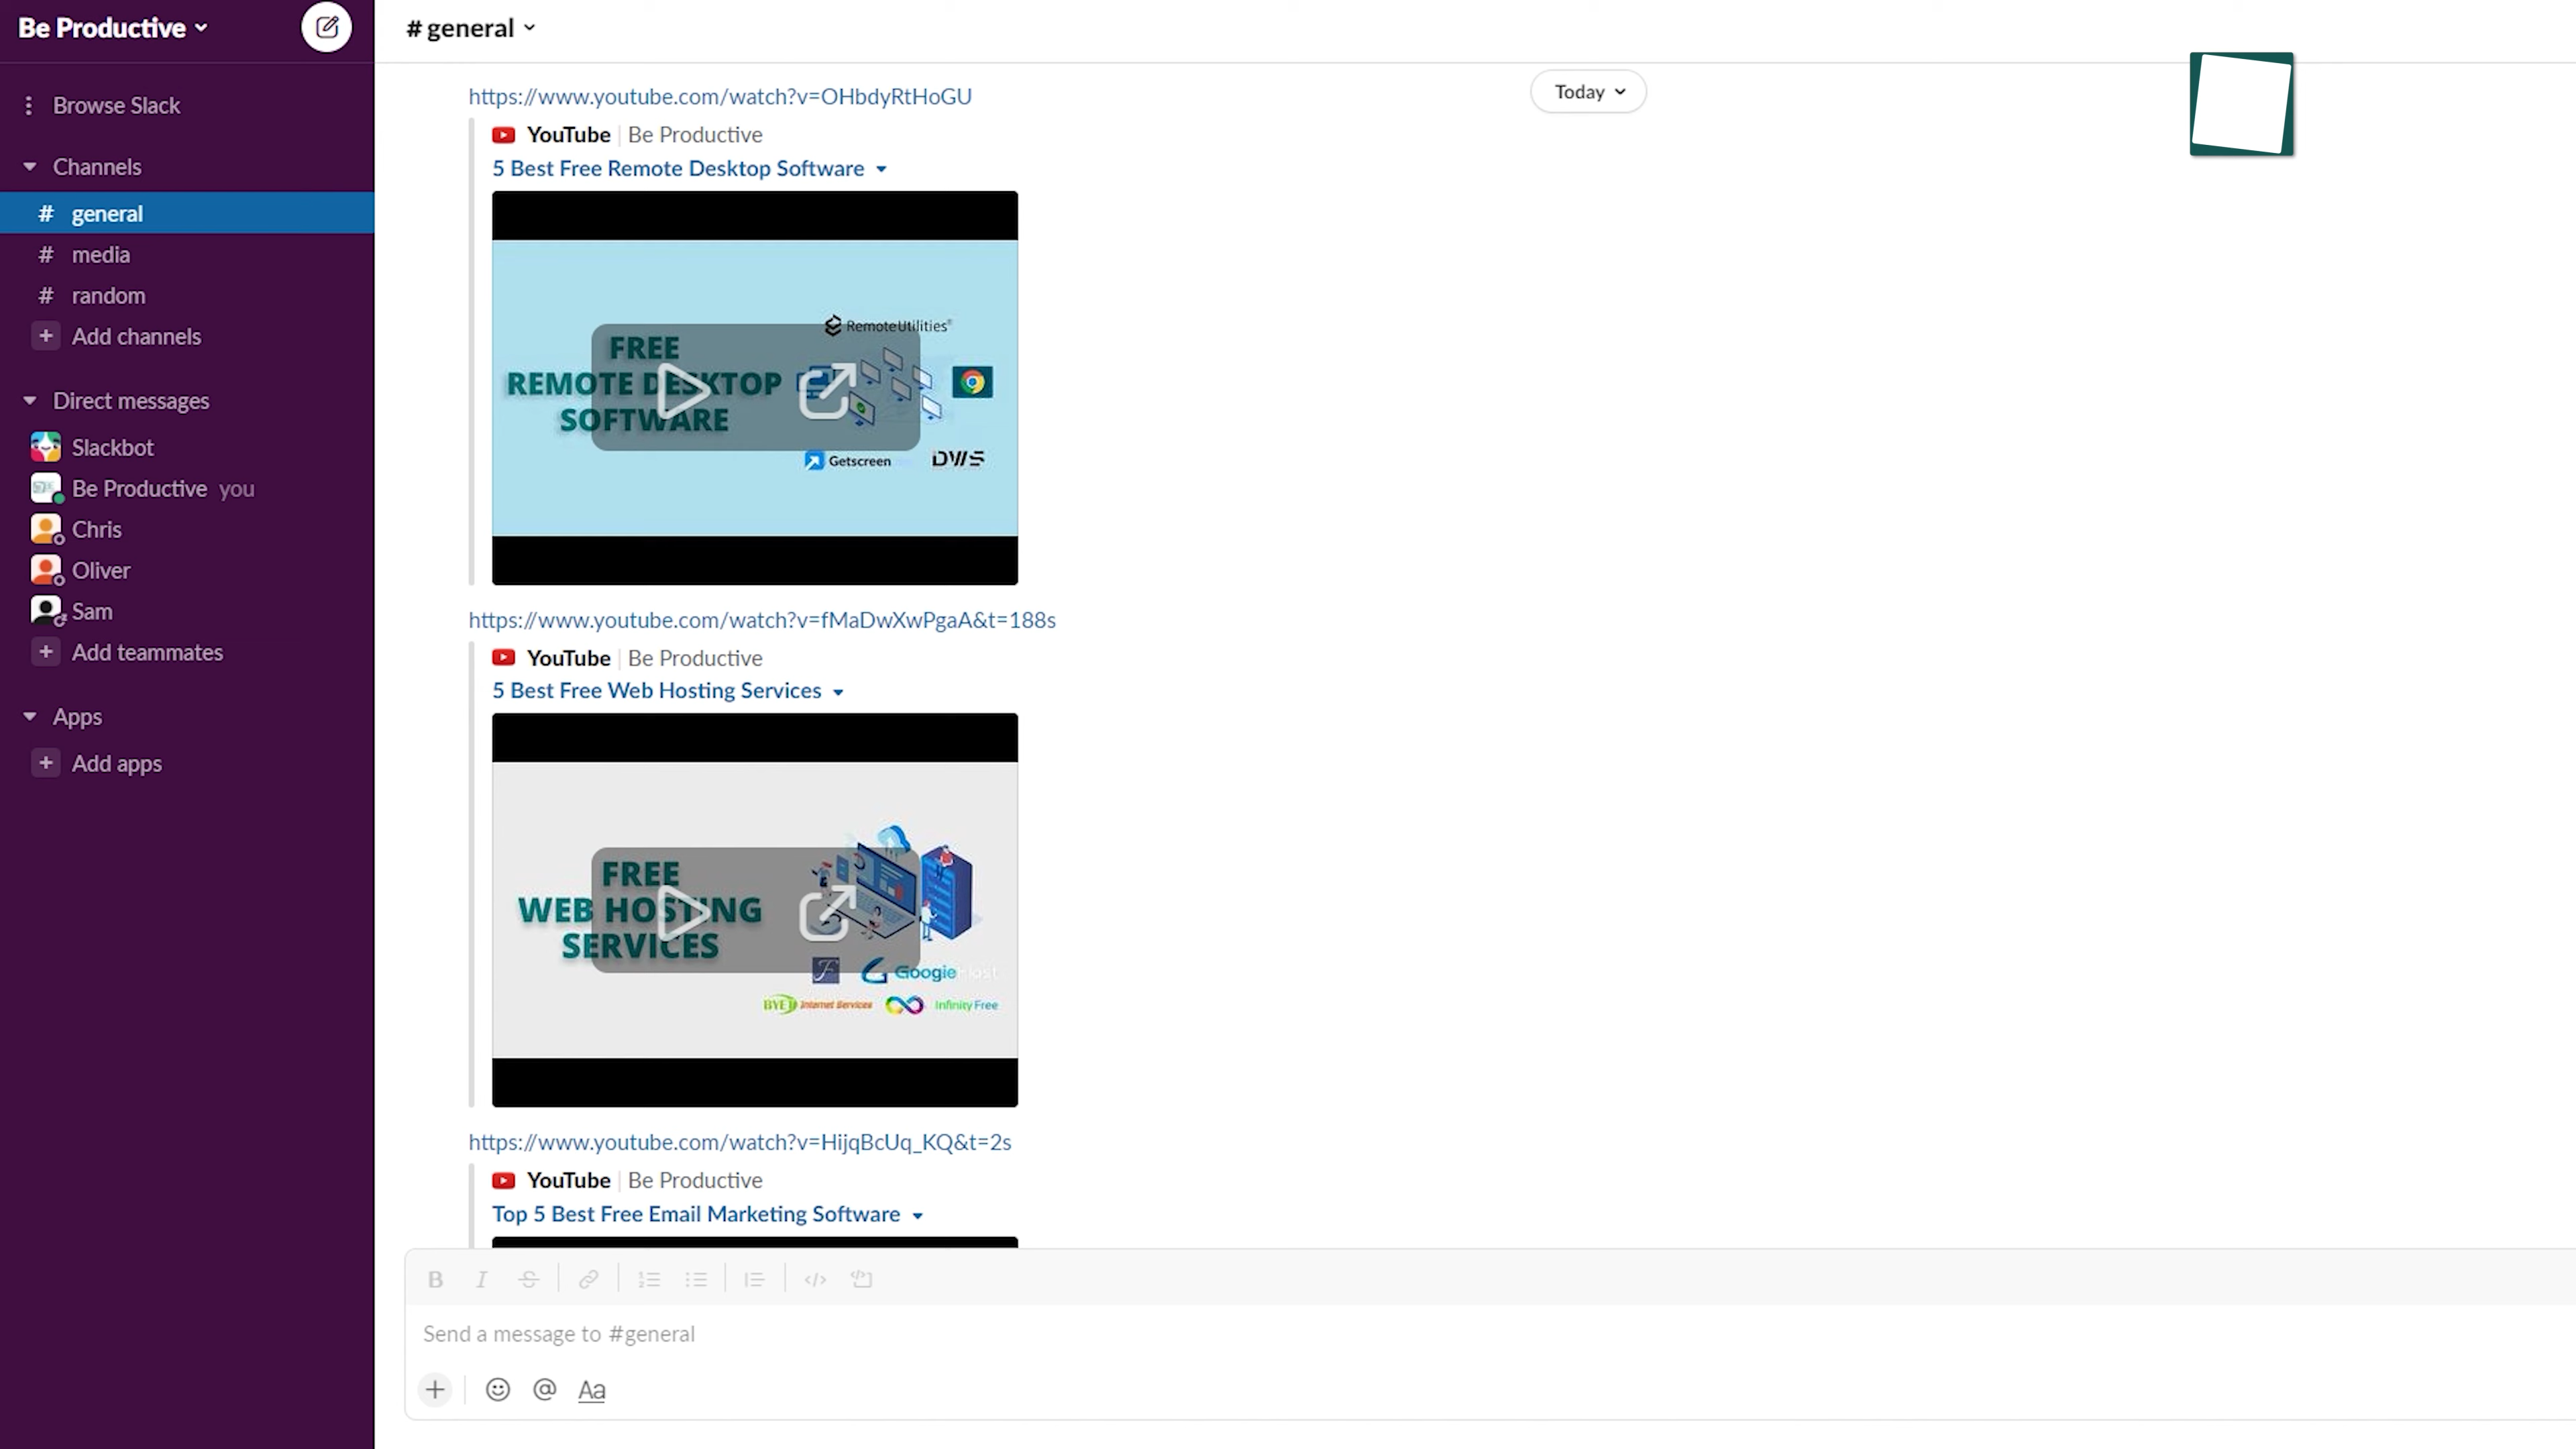 Be Productive
Browse Slack
Channels
# general
# media
# random
+ Add channels
Direct messages
Slackbot
Be Productive you
Chris
Oliver
Sam
+ Add teammates
Apps
+ Add apps
# general
Today
https://www.youtube.com/watch?v=OHbdyRtHoGU
YouTube | Be Productive
5 Best Free Remote Desktop Software
RemoteUtilities
FREE
REMOTE DESKTOP
SOFTWARE
Getscreen
DWS
https://www.youtube.com/watch?v=fMaDwXwPgaA&t=188s
YouTube | Be Productive
5 Best Free Web Hosting Services
FREE
WEB HOSTING
SERVICES
F GoogieHost
BYET Internet Services Infinity Free
https://www.youtube.com/watch?v=HijqBcUq_KQ&t=2s
YouTube | Be Productive
Top 5 Best Free Email Marketing Software
B I S
Send a message to #general
+ @ Aa